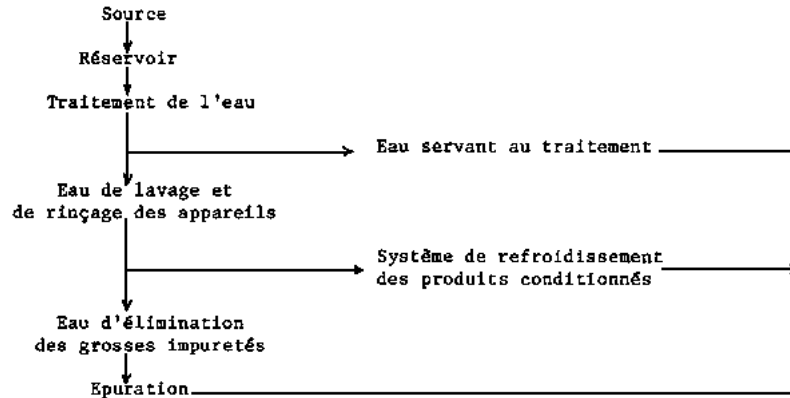 Source
Réservoir
Traitement de l'eau
Eau servant au traitement
Eau de lavage et
de rinçage des appareils
Système de refroidissement
des produits conditionnés
Eau d'élimination
des grosses impuretés
Epuration